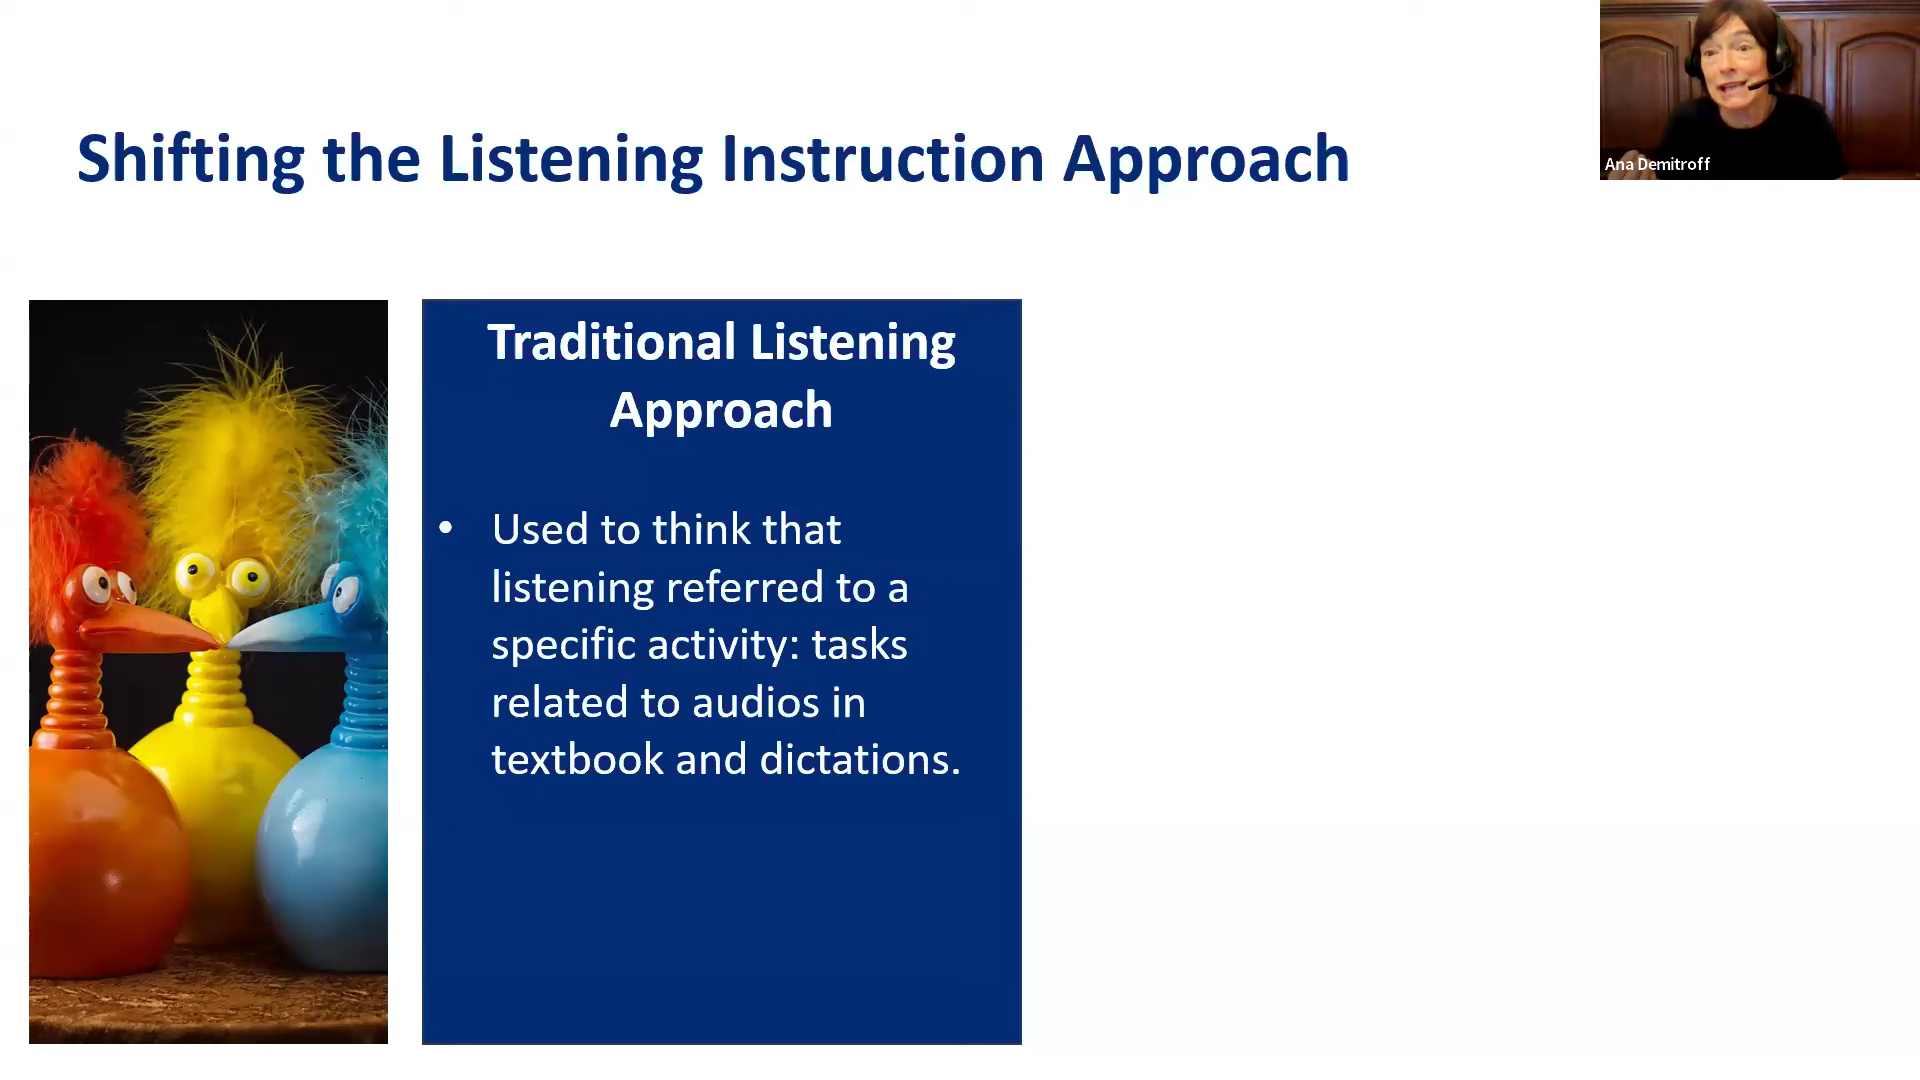 Shifting the Listening Instruction Approach
Ana Demitroff
Traditional Listening
Approach
• Used to think that
listening referred to a
specific activity: tasks
related to audios in
textbook and dictations.